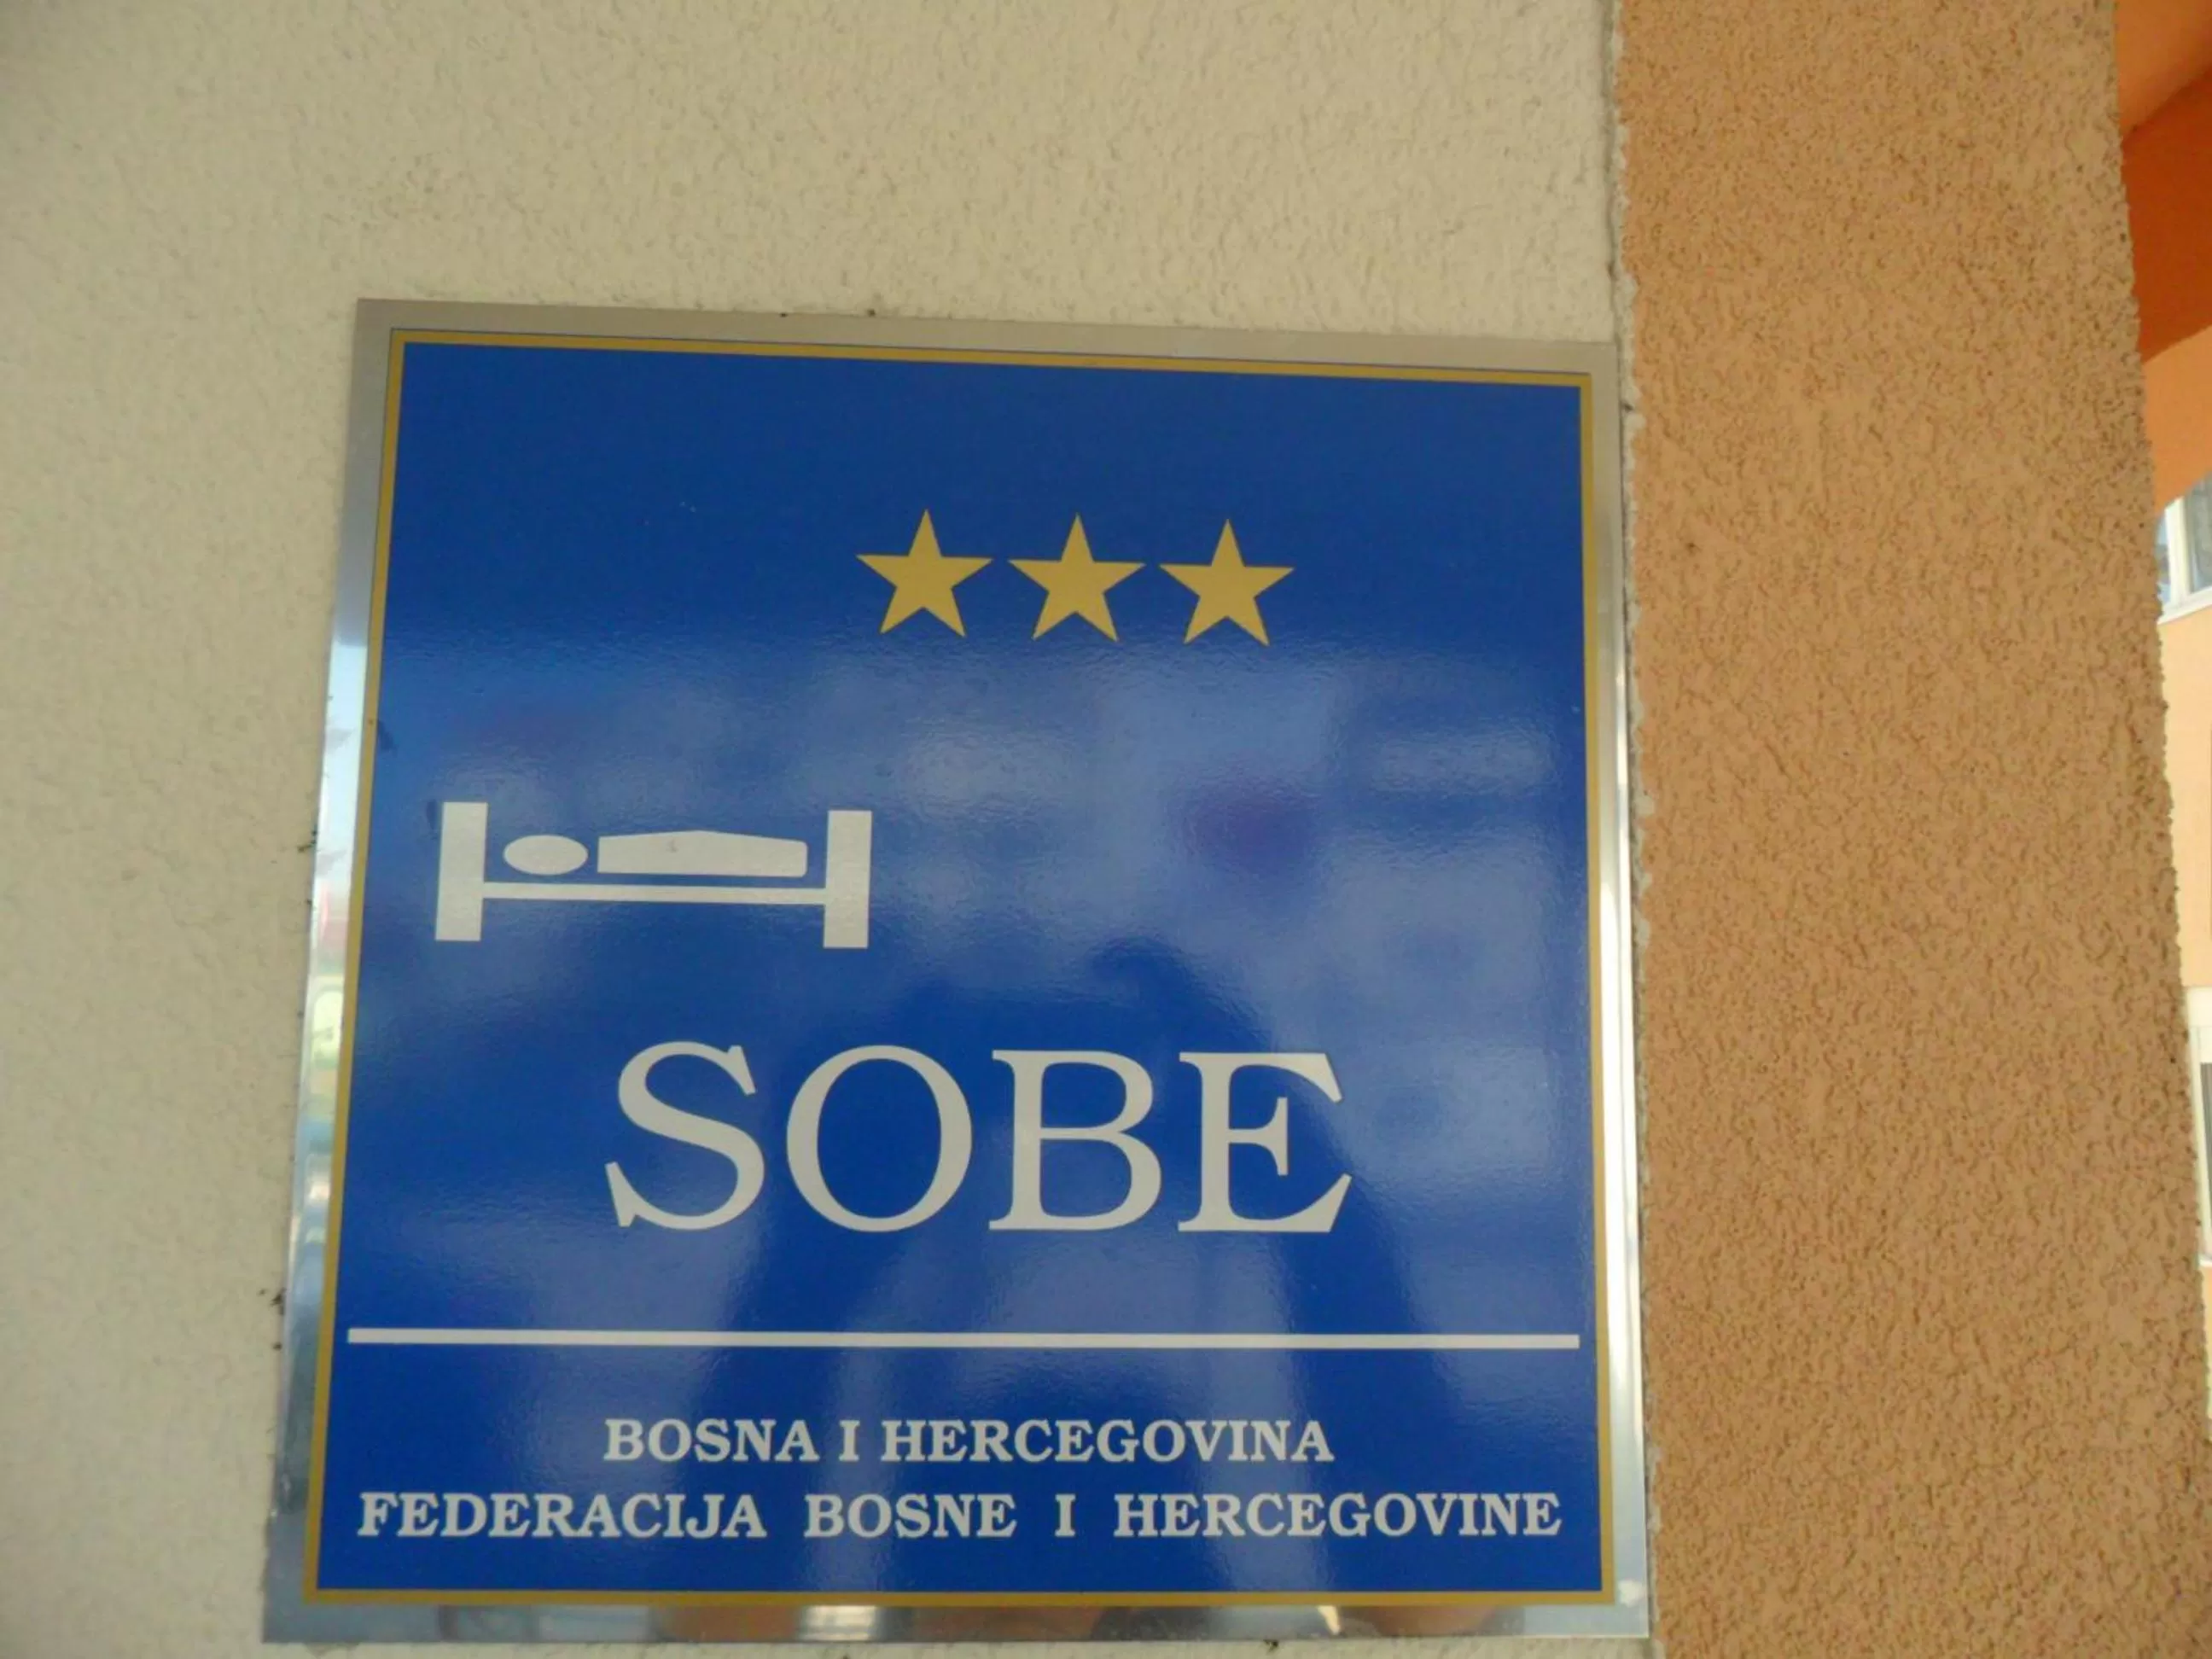 SOBE
BOSNA I HERCEGOVINA
FEDERACIJA BOSNE I HERCEGOVINE